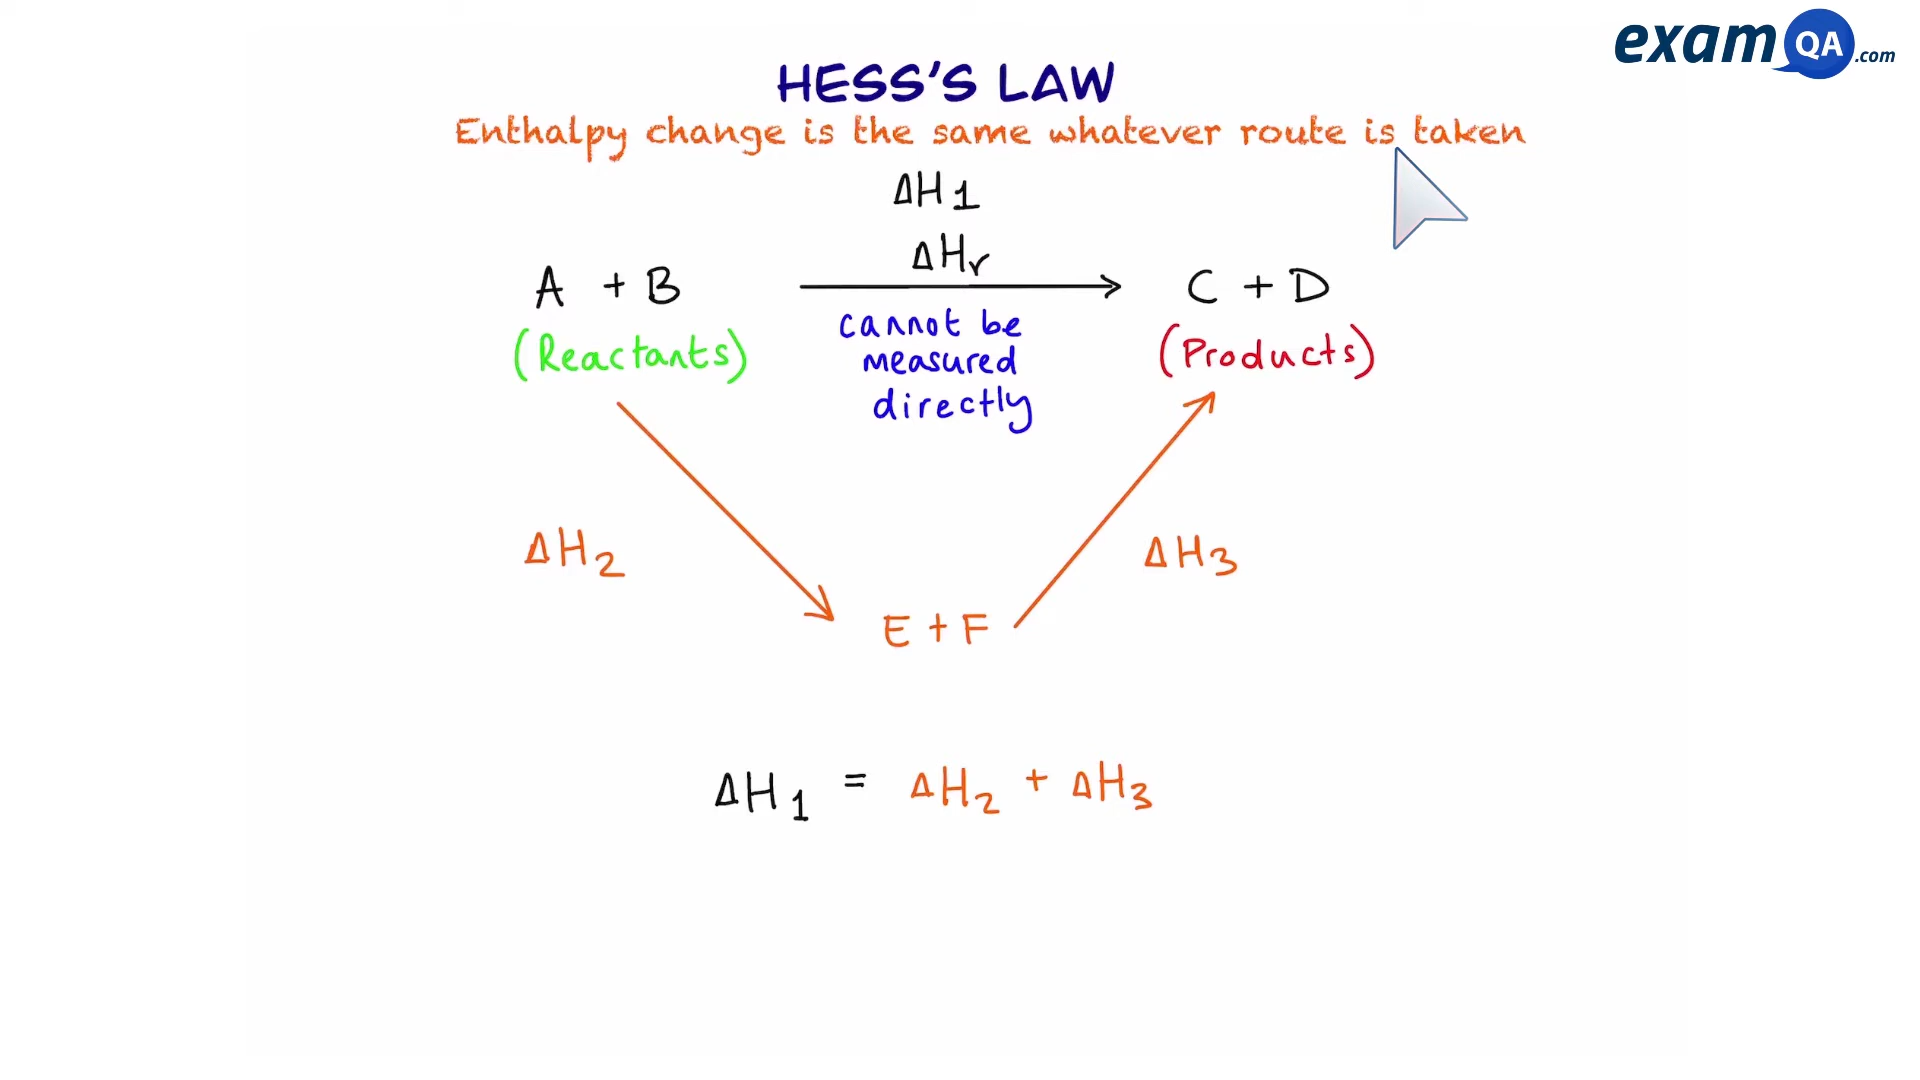 examQA.com
HESS'S LAW
Enthalpy change is the same whatever route is taken
ΔH1
ΔHr
A + B
C + D
(Reactants)
cannot be
measured
directly
(Products)
ΔH2
ΔH3
E + F
ΔH1 = ΔH2 + ΔH3